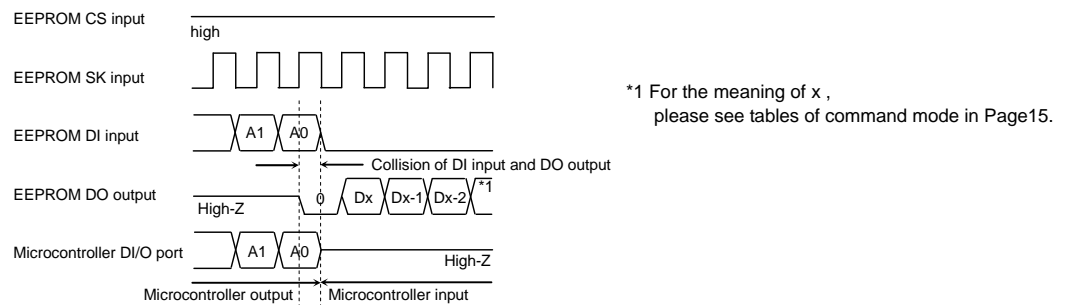 EEPROM CS input
high
EEPROM SK input
*1 For the meaning of x ,
please see tables of command mode in Page15.
EEPROM DI input
A1 A0
Collision of DI input and DO output
EEPROM DO output
High-Z
0 Dx Dx-1 Dx-2 *1
Microcontroller DI/O port
A1 A0
High-Z
Microcontroller output Microcontroller input